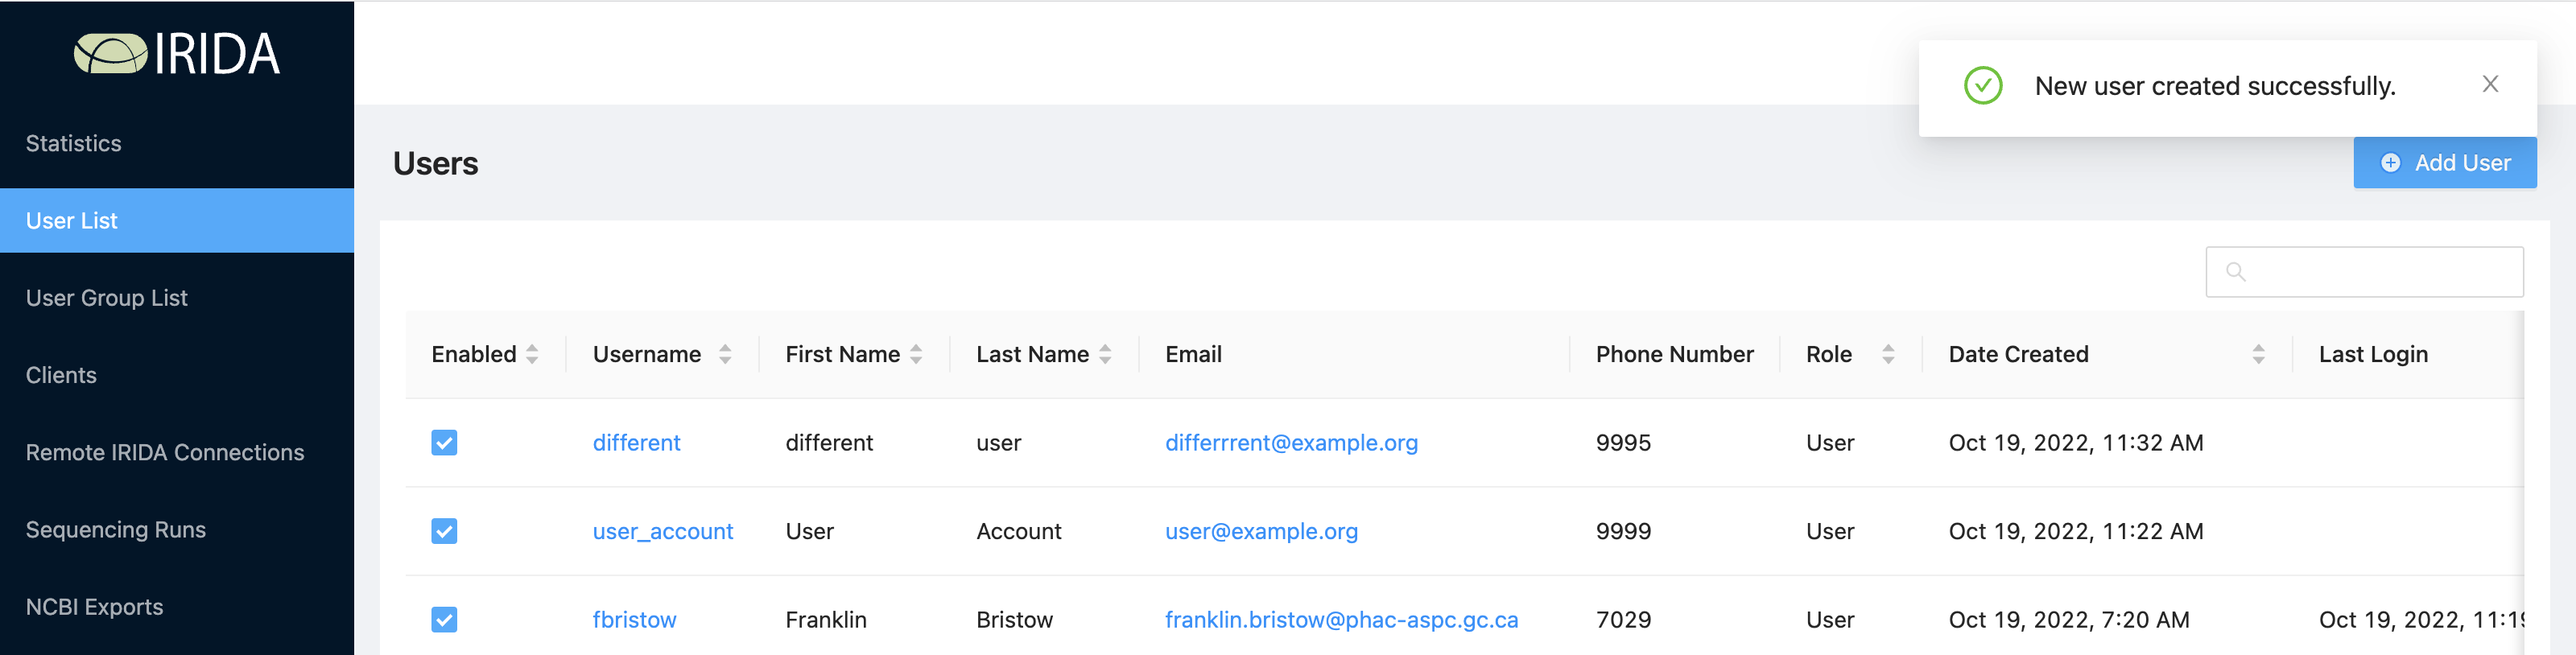 IRIDA
New user created successfully.
Statistics
User List
User Group List
Clients
Remote IRIDA Connections
Sequencing Runs
NCBI Exports
Users
Add User
Enabled Username First Name Last Name Email Phone Number Role Date Created Last Login
different different user differrrent@example.org 9995 User Oct 19, 2022, 11:32 AM
user_account User Account user@example.org 9999 User Oct 19, 2022, 11:22 AM
fbristow Franklin Bristow franklin.bristow@phac-aspc.gc.ca 7029 User Oct 19, 2022, 7:20 AM Oct 19, 2022,